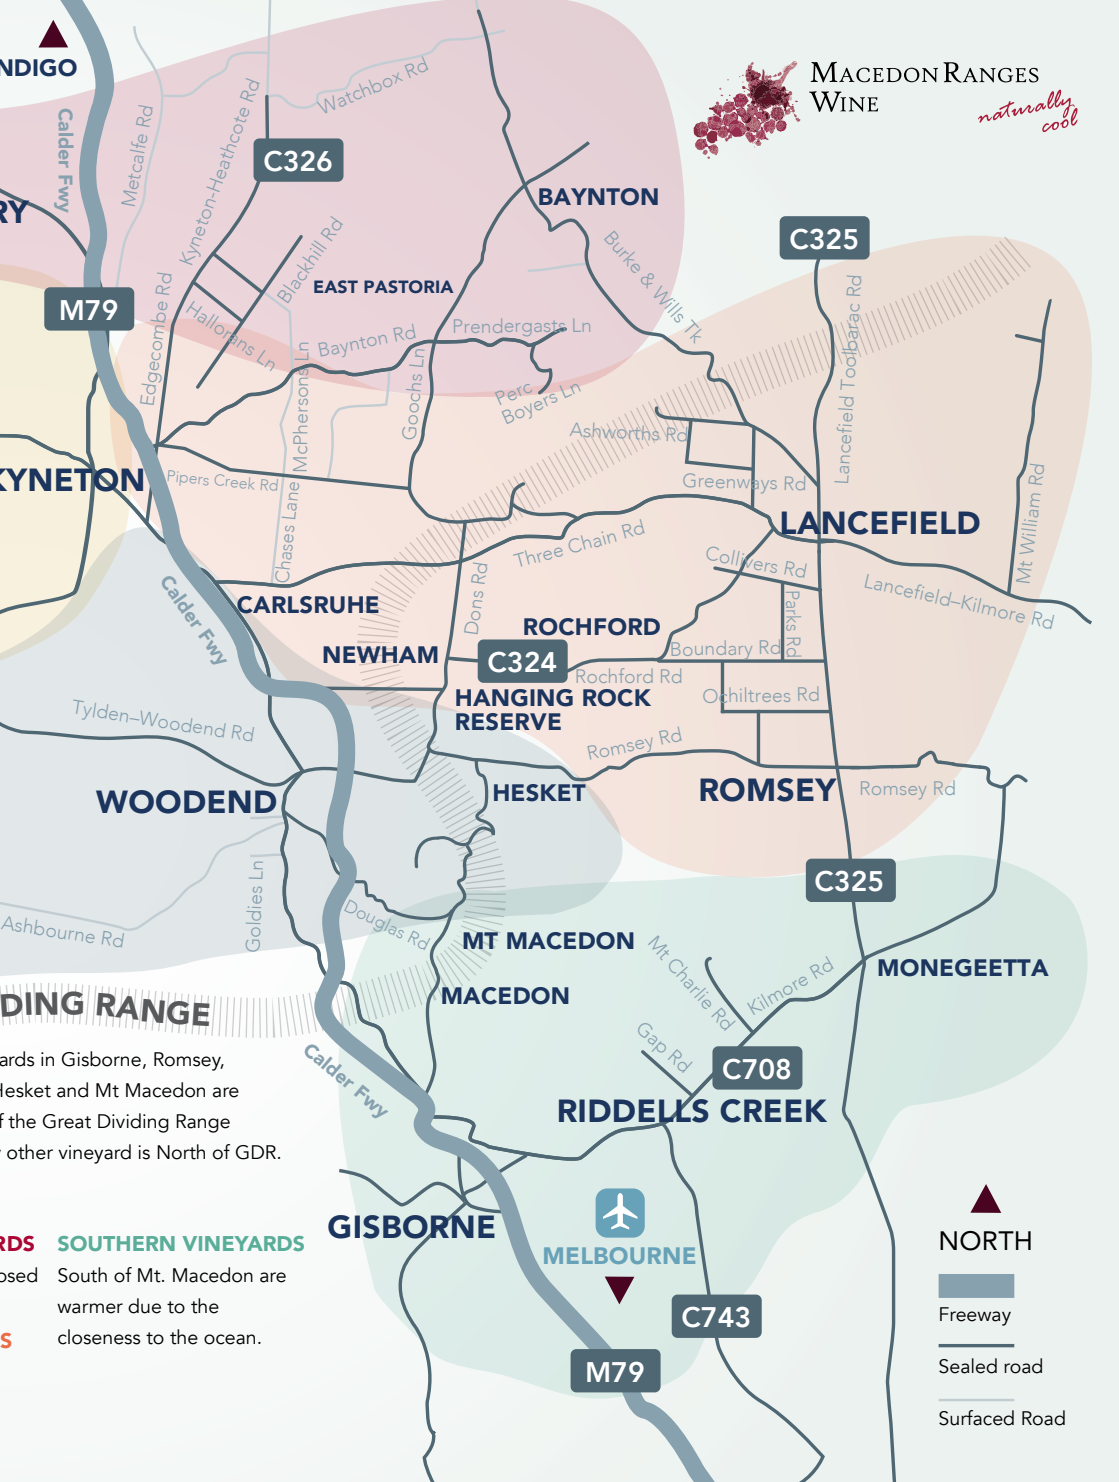 MACEDON RANGES
WINE
naturally
cool
NDIGO
Calder Fwy
Metcalfe Rd
Kyneton-Heathcote Rd
Watchbox Rd
C326
BAYNTON
RY
C325
Blackhill Rd
Burke & Wills Tk
EAST PASTORIA
M79
Edgecombe Rd
Hallorans Ln
Baynton Rd
Prendergasts Ln
Lancefield Toolbarac Rd
McPhersons Ln
Goochs Ln
Perc
Boyers Ln
Ashworths Rd
KYNETON
Pipers Creek Rd
Greenways Rd
Chases Lane
Three Chain Rd
LANCEFIELD
Mt William Rd
Collivers Rd
Lancefield–Kilmore Rd
Calder Fwy
CARLSRUHE
Dons Rd
ROCHFORD
Parks Rd
NEWHAM
C324
Boundary Rd
Rochford Rd
HANGING ROCK
RESERVE
Ochiltrees Rd
Tylden–Woodend Rd
Romsey Rd
WOODEND
HESKET
ROMSEY
Romsey Rd
C325
Goldies Ln
Ashbourne Rd
Douglas Rd
MT MACEDON
Mt Charlie Rd
Kilmore Rd
MONEGEETTA
DING RANGE
MACEDON
Calder Fwy
Gap Rd
C708
RIDDELLS CREEK
ards in Gisborne, Romsey,
Hesket and Mt Macedon are
f the Great Dividing Range
other vineyard is North of GDR.
GISBORNE
MELBOURNE
C743
M79
RDS
osed
S
SOUTHERN VINEYARDS
South of Mt. Macedon are
warmer due to the
closeness to the ocean.
NORTH
Freeway
Sealed road
Surfaced Road